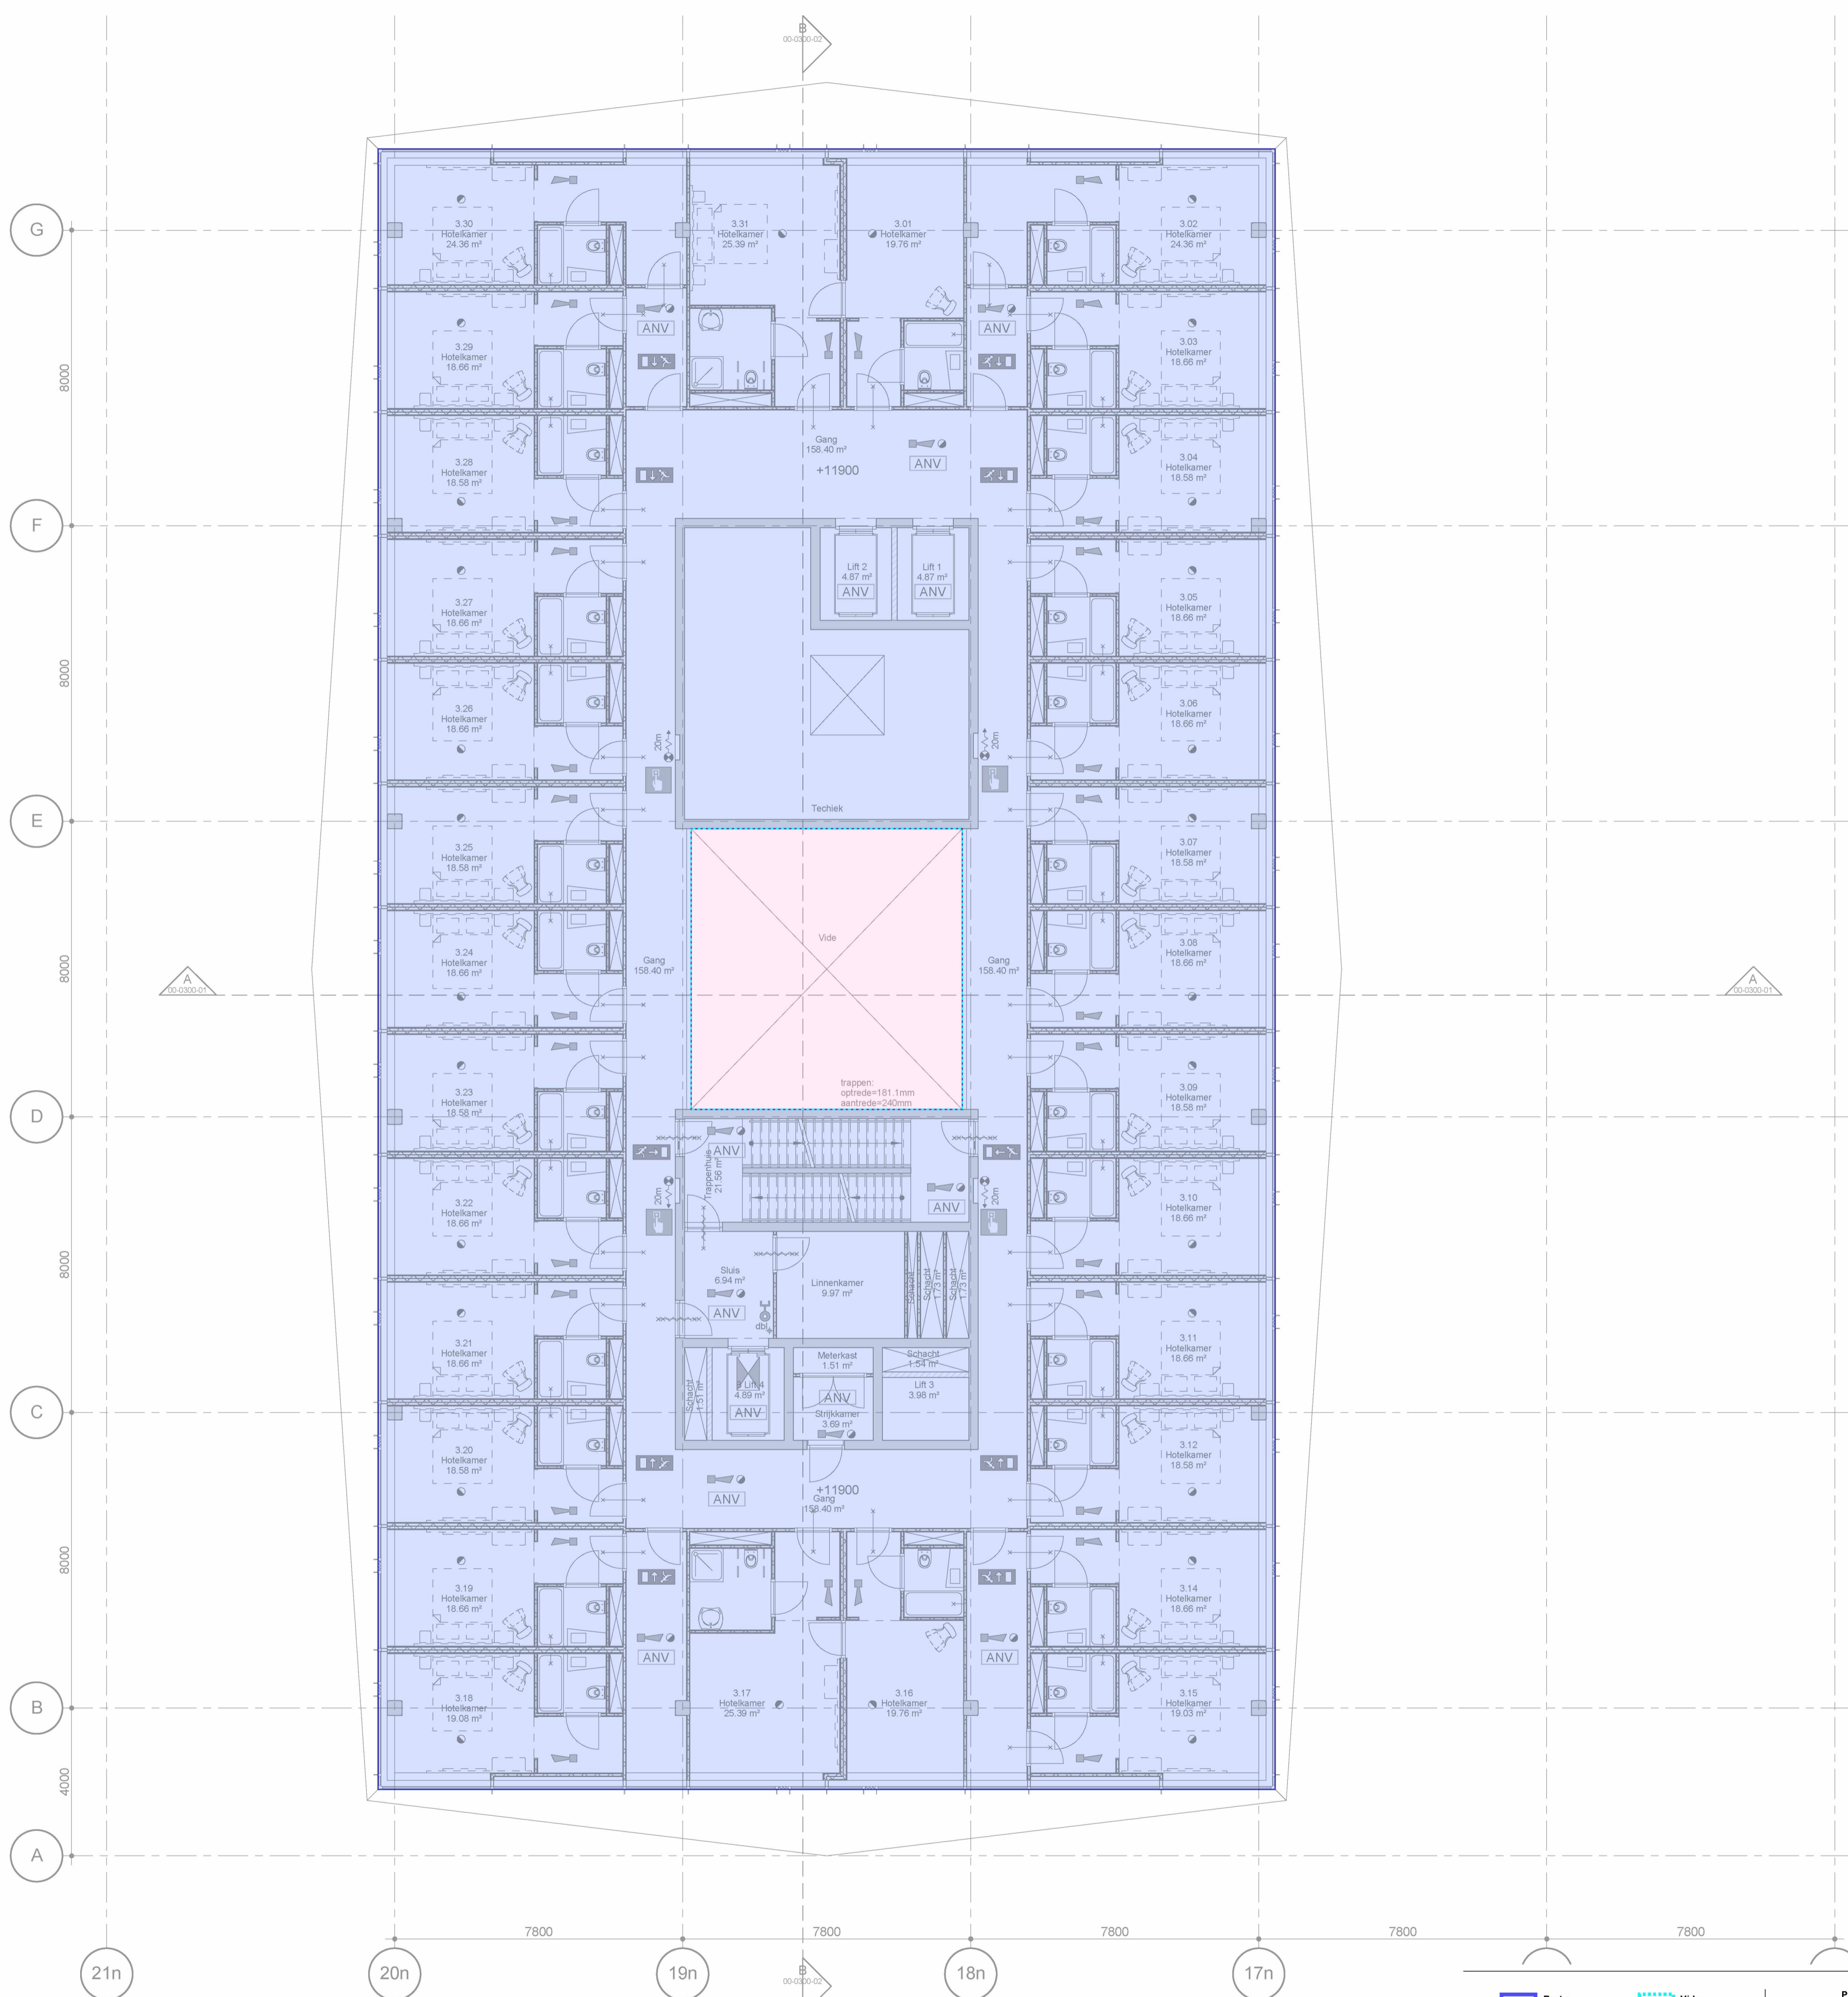 B
00-0300-02
G
3.30
Hotelkamer
24.36 m²
3.31
Hotelkamer
25.39 m²
3.01
Hotelkamer
19.76 m²
3.02
Hotelkamer
24.36 m²
ANV
ANV
3.29
Hotelkamer
18.66 m²
3.03
Hotelkamer
18.66 m²
8000
Gang
158.40 m²
+11900
ANV
3.28
Hotelkamer
18.58 m²
3.04
Hotelkamer
18.58 m²
F
Lift 2
4.87 m²
ANV
Lift 1
4.87 m²
ANV
3.27
Hotelkamer
18.66 m²
3.05
Hotelkamer
18.66 m²
8000
3.26
Hotelkamer
18.66 m²
3.06
Hotelkamer
18.66 m²
20m
20m
Techiek
E
3.25
Hotelkamer
18.58 m²
3.07
Hotelkamer
18.58 m²
Vide
3.24
Hotelkamer
18.66 m²
3.08
Hotelkamer
18.66 m²
8000
Gang
158.40 m²
Gang
158.40 m²
A
00-0300-01
A
00-0300-01
trappen:
optrede=181.1mm
aantrede=240mm
3.23
Hotelkamer
18.58 m²
3.09
Hotelkamer
18.58 m²
D
ANV
Trappenhuis
21.56 m²
20m
20m
ANV
3.22
Hotelkamer
18.66 m²
3.10
Hotelkamer
18.66 m²
8000
Sluis
6.94 m²
ANV
dbl
Linnenkamer
9.97 m²
Schacht
Schacht
1.73 m²
Schacht
1.73 m²
3.21
Hotelkamer
18.66 m²
3.11
Hotelkamer
18.66 m²
Meterkast
1.51 m²
Schacht
1.54 m²
Schacht
1.51 m²
Lift 4
4.89 m²
ANV
ANV
Lift 3
3.98 m²
Strijkkamer
3.69 m²
C
3.20
Hotelkamer
18.58 m²
3.12
Hotelkamer
18.58 m²
ANV
+11900
Gang
158.40 m²
8000
3.19
Hotelkamer
18.66 m²
3.14
Hotelkamer
18.66 m²
ANV
ANV
B
3.18
Hotelkamer
19.08 m²
3.17
Hotelkamer
25.39 m²
3.16
Hotelkamer
19.76 m²
3.15
Hotelkamer
19.03 m²
4000
A
7800
7800
7800
7800
7800
21n
20n
19n
B
00-0300-02
18n
17n